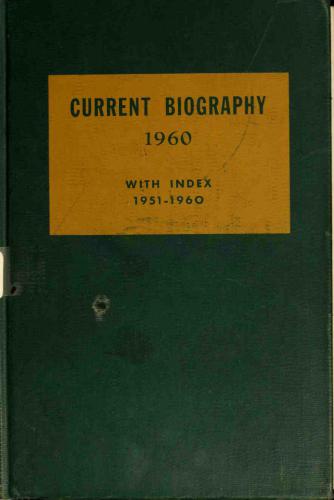 CURRENT BIOGRAPHY
1960
WITH INDEX
1951-1960